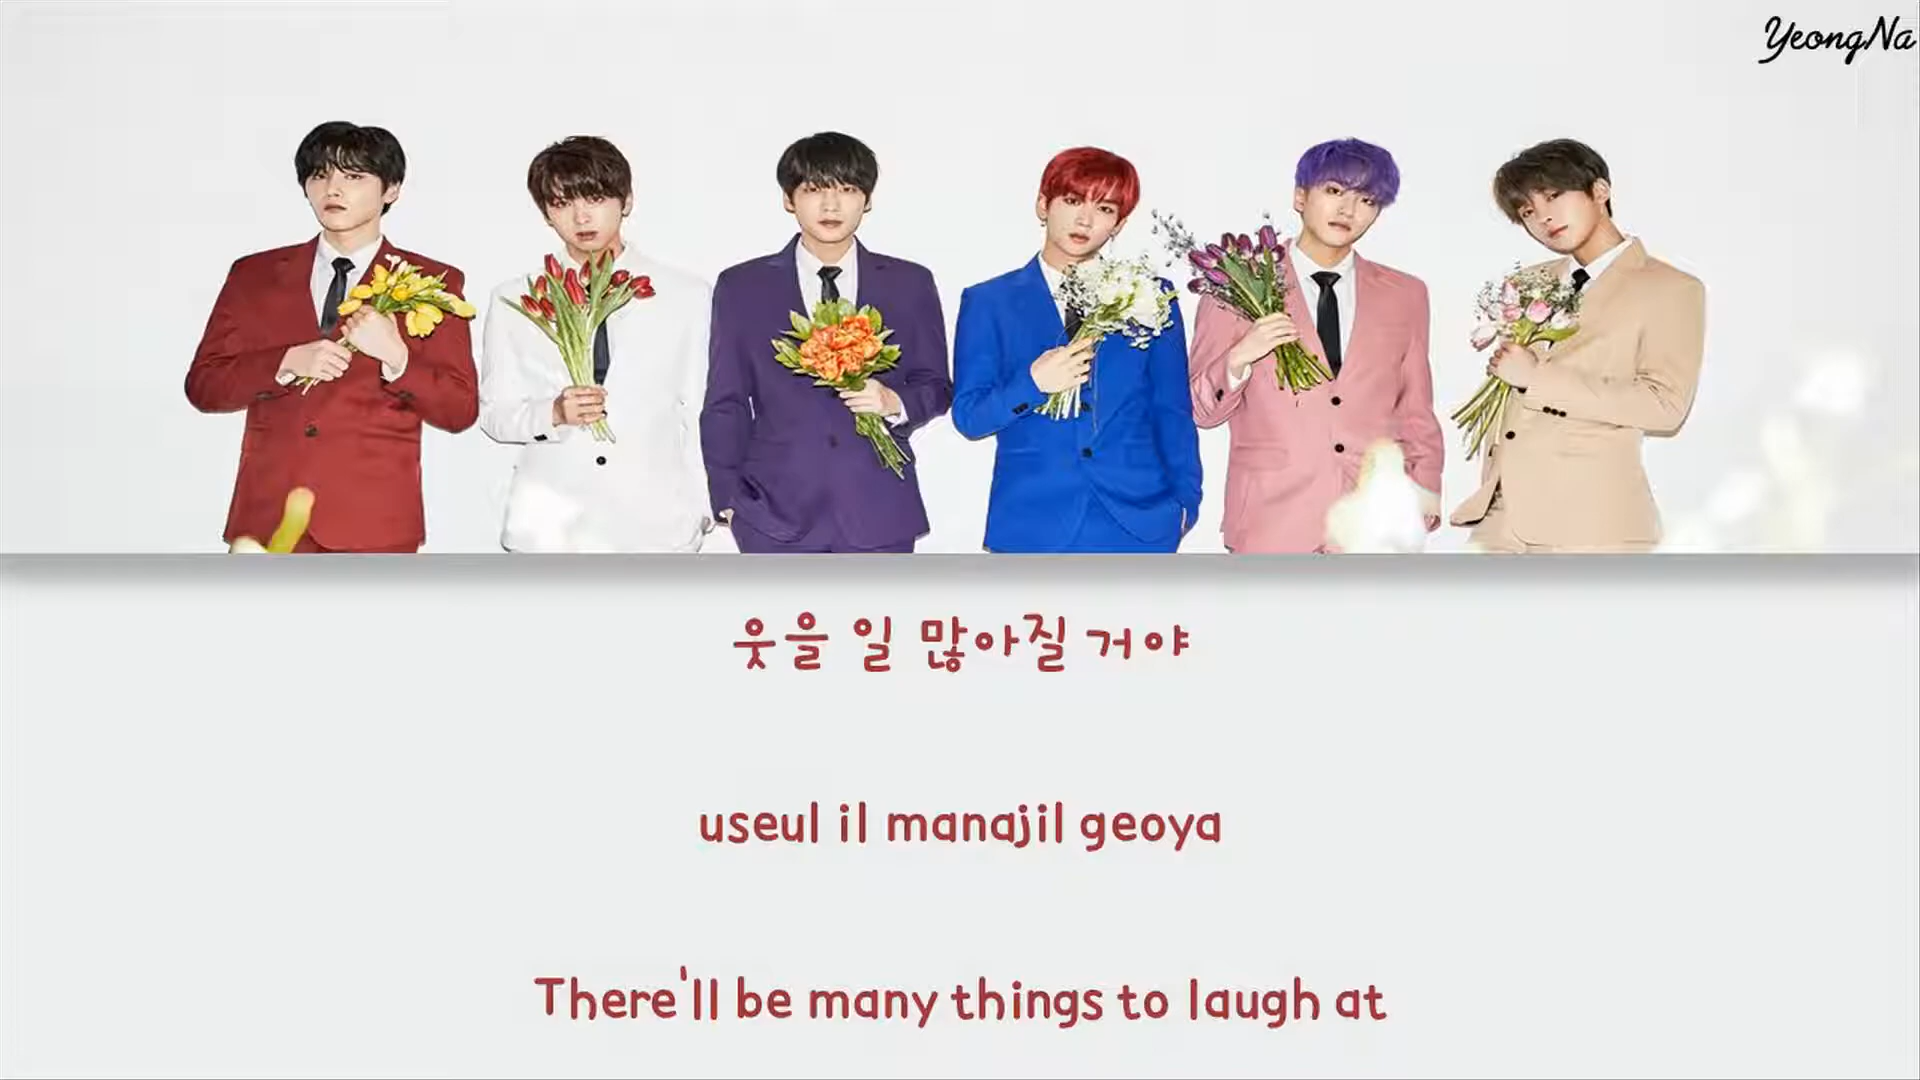 YeongNa
웃을 일 많아질 거야
useul il manajil geoya
There'll be many things to laugh at